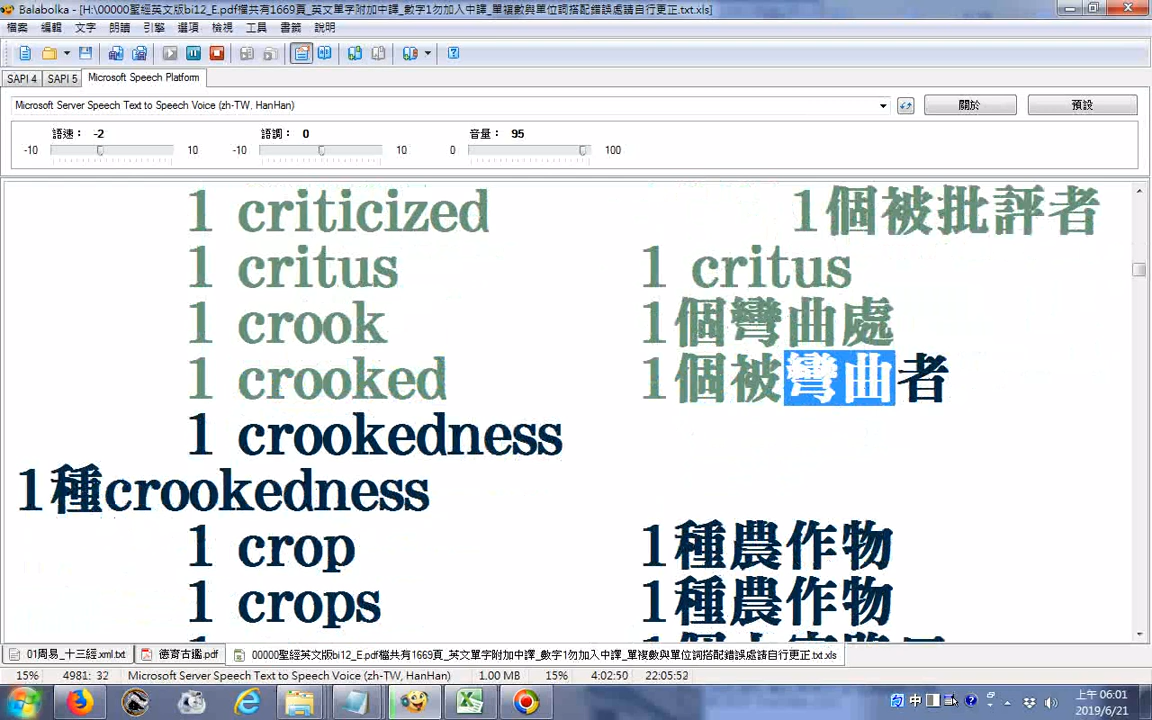 Balabolka - [H:\00000聖經英文版bi12_E.pdf檔共有1669頁_英文單字附加中譯_數字1勿加入中譯_單複數與單位詞搭配錯誤處請自行更正.txt.xls]
檔案 編輯 文字 朗讀 引擎 選項 檢視 工具 書籤 說明
SAPI 4 SAPI 5 Microsoft Speech Platform
Microsoft Server Speech Text to Speech Voice (zh-TW, HanHan) 關於 預設
語速： -2 語調： 0 音量： 95
-10 10 -10 10 0 100
1 criticized 1個被批評者
1 critus 1 critus
1 crook 1個彎曲處
1 crooked 1個被彎曲者
1 crookedness
1種crookedness
1 crop 1種農作物
1 crops 1種農作物
01周易_十三經.xml.txt 德育古鑑.pdf 00000聖經英文版bi12_E.pdf檔共有1669頁_英文單字附加中譯_數字1勿加入中譯_單複數與單位詞搭配錯誤處請自行更正.txt.xls
15% 4981: 32 Microsoft Server Speech Text to Speech Voice (zh-TW, HanHan) 1.00 MB 15% 4:02:50 22:05:52
中 上午 06:01
2019/6/21